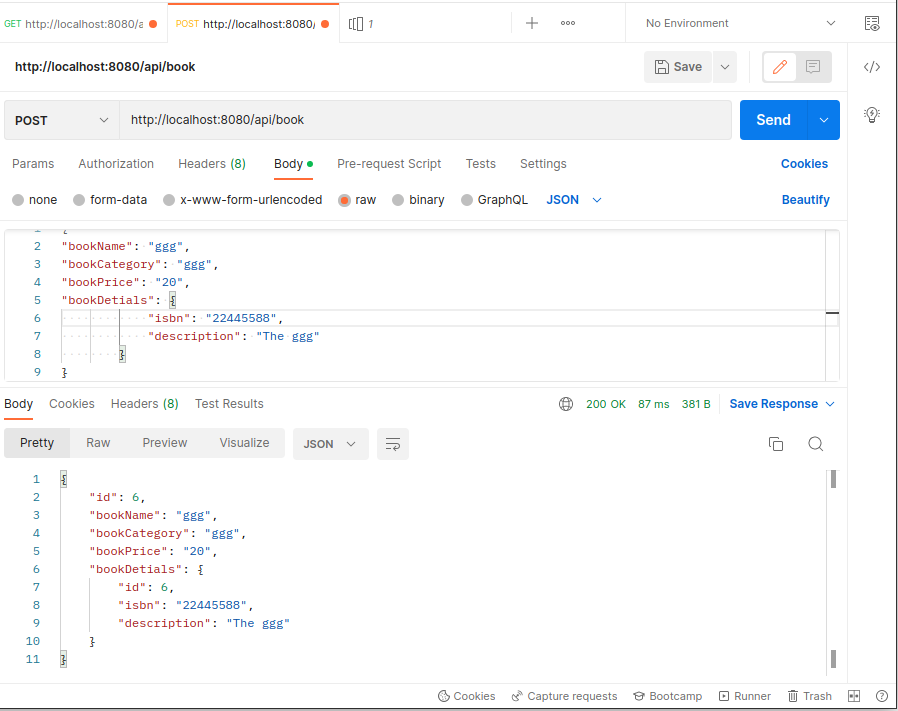 GET http://localhost:8080/a POST http://localhost:8080/ 1 No Environment
http://localhost:8080/api/book Save
POST http://localhost:8080/api/book Send
Params Authorization Headers (8) Body Pre-request Script Tests Settings Cookies
none form-data x-www-form-urlencoded raw binary GraphQL JSON Beautify
2 "bookName": "ggg",
3 "bookCategory": "ggg",
4 "bookPrice": "20",
5 "bookDetials": {
6 "isbn": "22445588",
7 "description": "The ggg"
8 }
9 }
Body Cookies Headers (8) Test Results 200 OK 87 ms 381 B Save Response
Pretty Raw Preview Visualize JSON
1 {
2 "id": 6,
3 "bookName": "ggg",
4 "bookCategory": "ggg",
5 "bookPrice": "20",
6 "bookDetials": {
7 "id": 6,
8 "isbn": "22445588",
9 "description": "The ggg"
10 }
11 }
Cookies Capture requests Bootcamp Runner Trash